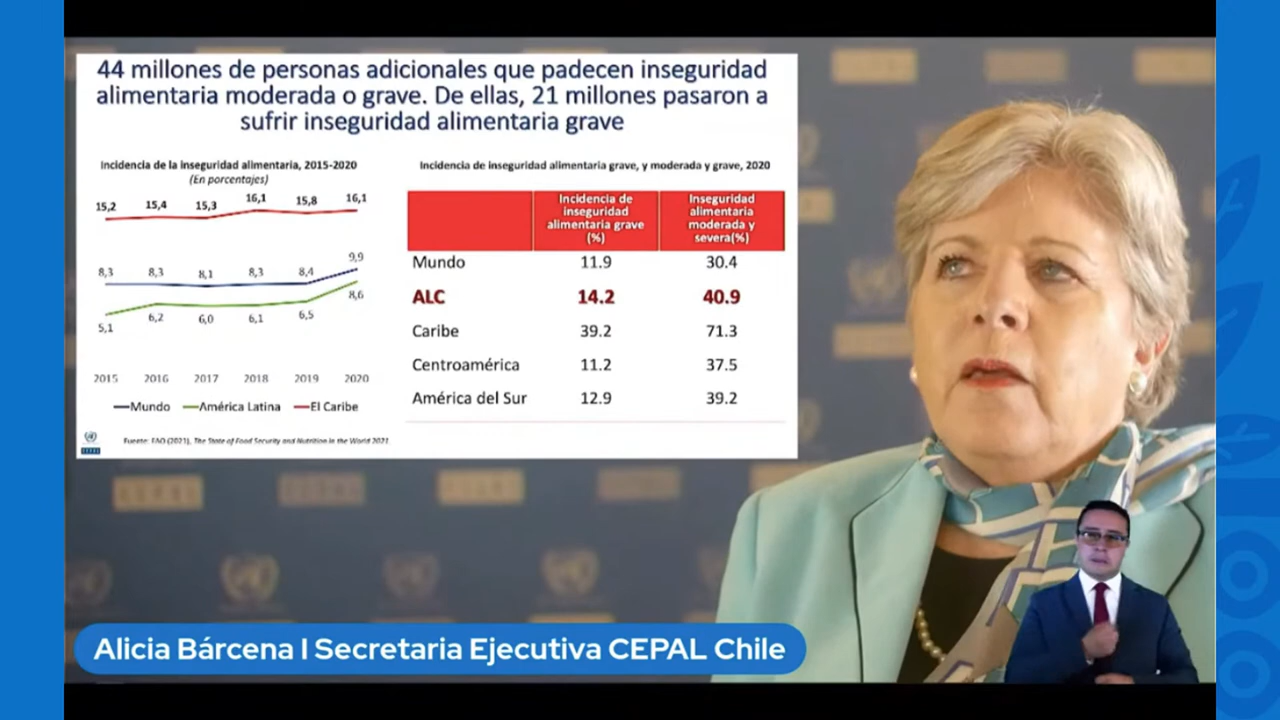 44 millones de personas adicionales que padecen inseguridad
alimentaria moderada o grave. De ellas, 21 millones pasaron a
sufrir inseguridad alimentaria grave
Incidencia de la inseguridad alimentaria, 2015-2020
(En porcentajes)
15,2 15,4 15,3 16,1 15,8 16,1
8,3 8,3 8,1 8,3 8,4 9,9
5,1 6,2 6,0 6,1 6,5 8,6
2015 2016 2017 2018 2019 2020
Mundo América Latina El Caribe
Fuente: FAO (2021), The State of Food Security and Nutrition in the World 2021
Incidencia de inseguridad alimentaria grave, y moderada y grave, 2020
Incidencia de
inseguridad
alimentaria grave
(%)
Inseguridad
alimentaria
moderada y
severa(%)
Mundo 11.9 30.4
ALC 14.2 40.9
Caribe 39.2 71.3
Centroamérica 11.2 37.5
América del Sur 12.9 39.2
Alicia Bárcena I Secretaria Ejecutiva CEPAL Chile